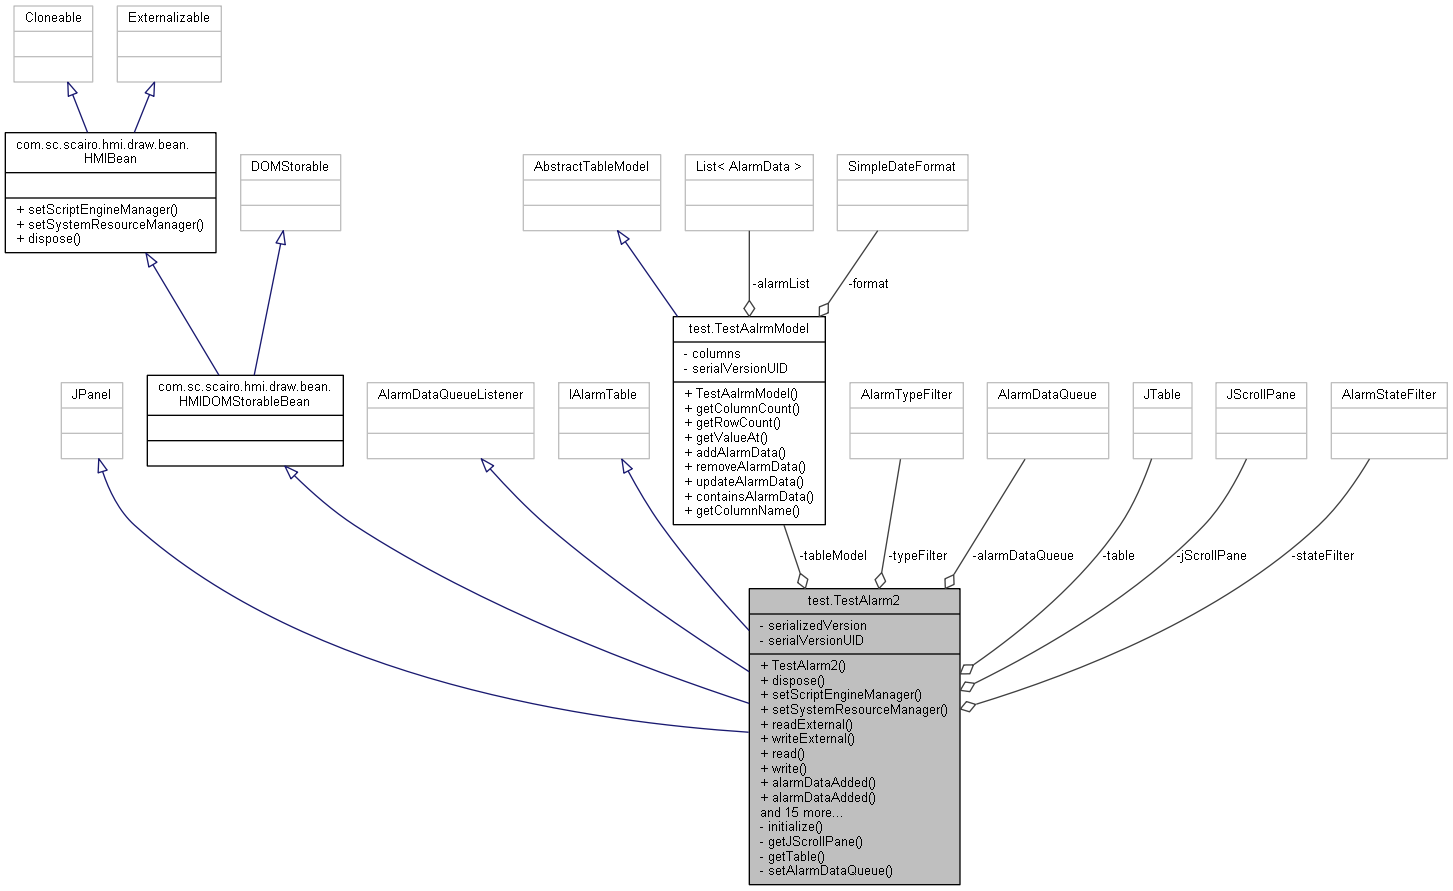 Cloneable
Externalizable
com.sc.scairo.hmi.draw.bean.
HMIBean
+ setScriptEngineManager()
+ setSystemResourceManager()
+ dispose()
DOMStorable
AbstractTableModel
List< AlarmData >
SimpleDateFormat
-alarmList
-format
test.TestAalrmModel
- columns
- serialVersionUID
+ TestAalrmModel()
+ getColumnCount()
+ getRowCount()
+ getValueAt()
+ addAlarmData()
+ removeAlarmData()
+ updateAlarmData()
+ containsAlarmData()
+ getColumnName()
JPanel
com.sc.scairo.hmi.draw.bean.
HMIDOMStorableBean
AlarmDataQueueListener
IAlarmTable
AlarmTypeFilter
AlarmDataQueue
JTable
JScrollPane
AlarmStateFilter
-tableModel
-typeFilter
-alarmDataQueue
-table
-jScrollPane
-stateFilter
test.TestAlarm2
- serializedVersion
- serialVersionUID
+ TestAlarm2()
+ dispose()
+ setScriptEngineManager()
+ setSystemResourceManager()
+ readExternal()
+ writeExternal()
+ read()
+ write()
+ alarmDataAdded()
+ alarmDataAdded()
and 15 more...
- initialize()
- getJScrollPane()
- getTable()
- setAlarmDataQueue()